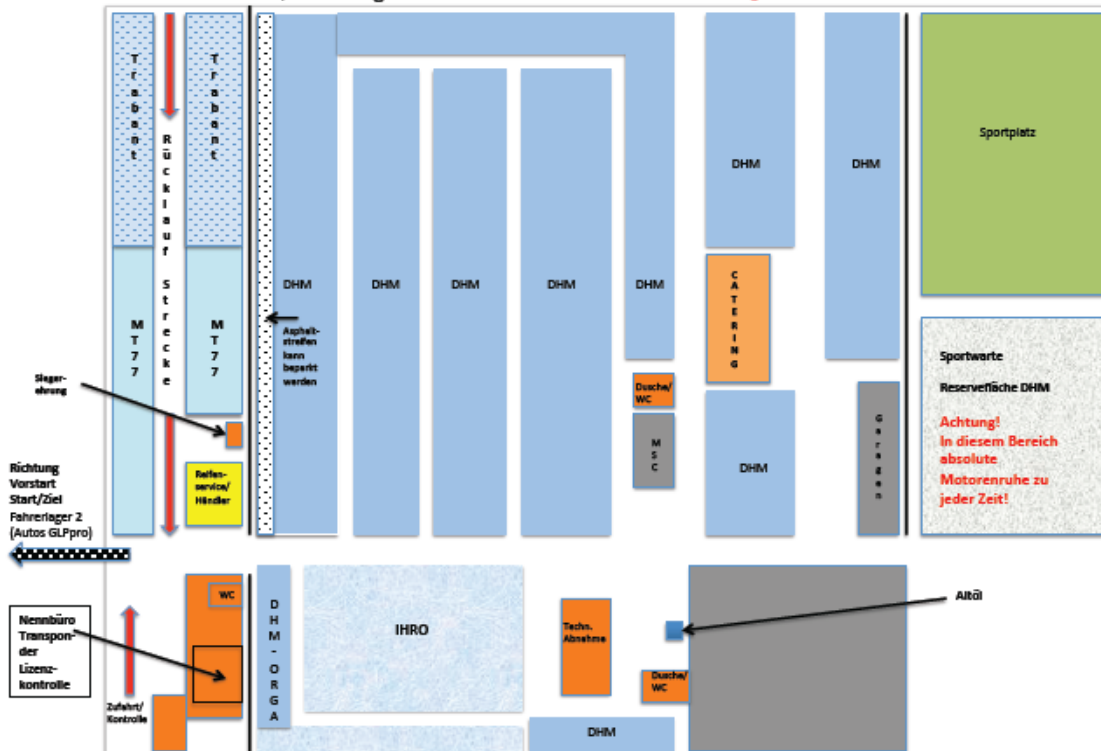 Trabant
Trabant
Rücklauf Strecke
MT77
MT77
DHM
DHM
DHM
DHM
DHM
DHM
DHM
Sportplatz
Asphalt-
streifen
kann
beparkt
werden
CATERING
Sieger-
ehrung
Dusche/
WC
MSC
DHM
Garagen
Sportwarte
Reservefläche DHM
Achtung!
In diesem Bereich
absolute
Motorenruhe zu
jeder Zeit!
Reifen-
service/
Händler
Richtung
Vorstart
Start/Ziel
Fahrerlager 2
(Autos GLPpro)
WC
Nennbüro
Transpon-
der
Lizenz-
kontrolle
Zufahrt/
Kontrolle
DHM-ORGA
IHRO
Techn.
Abnahme
Altöl
Dusche/
WC
DHM